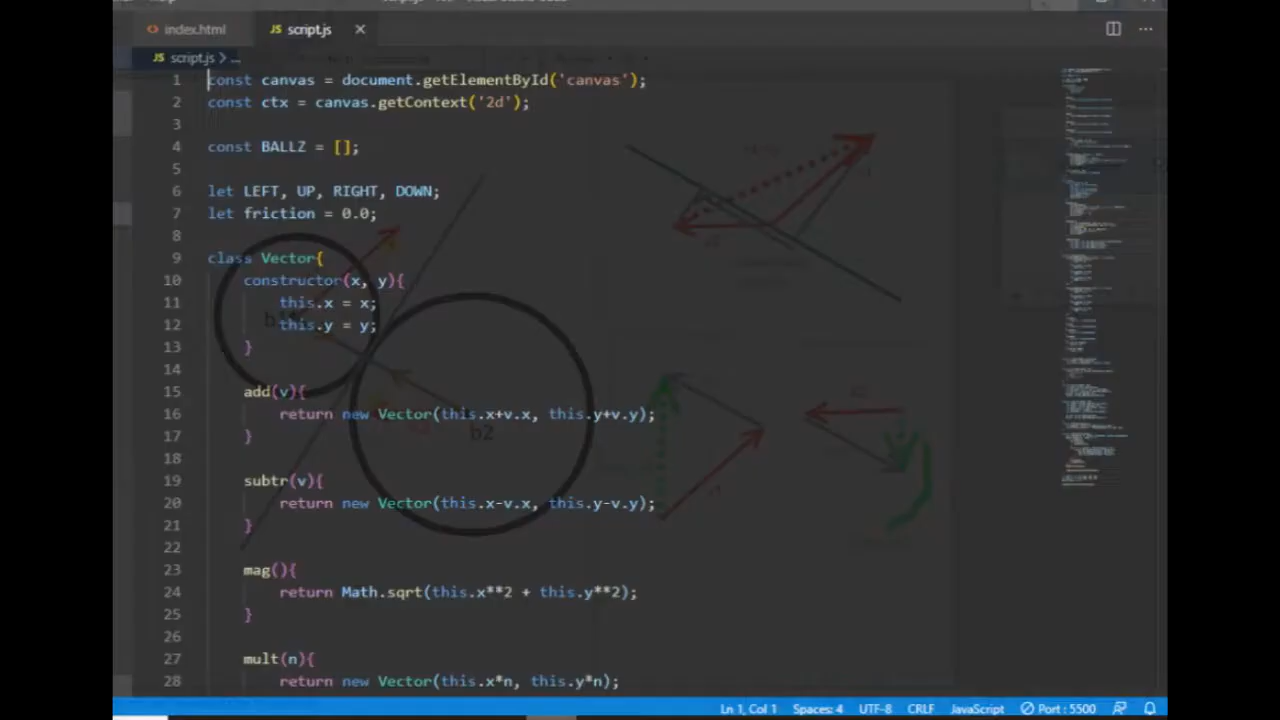 index.html
JS script.js
JS script.js > ...
1 const canvas = document.getElementById('canvas');
2 const ctx = canvas.getContext('2d');
3
4 const BALLZ = [];
5
6 let LEFT, UP, RIGHT, DOWN;
7 let friction = 0.0;
8
9 class Vector{
10 constructor(x, y){
11 this.x = x;
12 this.y = y;
13 }
14
15 add(v){
16 return new Vector(this.x+v.x, this.y+v.y);
17 }
18
19 subtr(v){
20 return new Vector(this.x-v.x, this.y-v.y);
21 }
22
23 mag(){
24 return Math.sqrt(this.x**2 + this.y**2);
25 }
26
27 mult(n){
28 return new Vector(this.x*n, this.y*n);
b2
Ln 1, Col 1 Spaces: 4 UTF-8 CRLF JavaScript Port : 5500